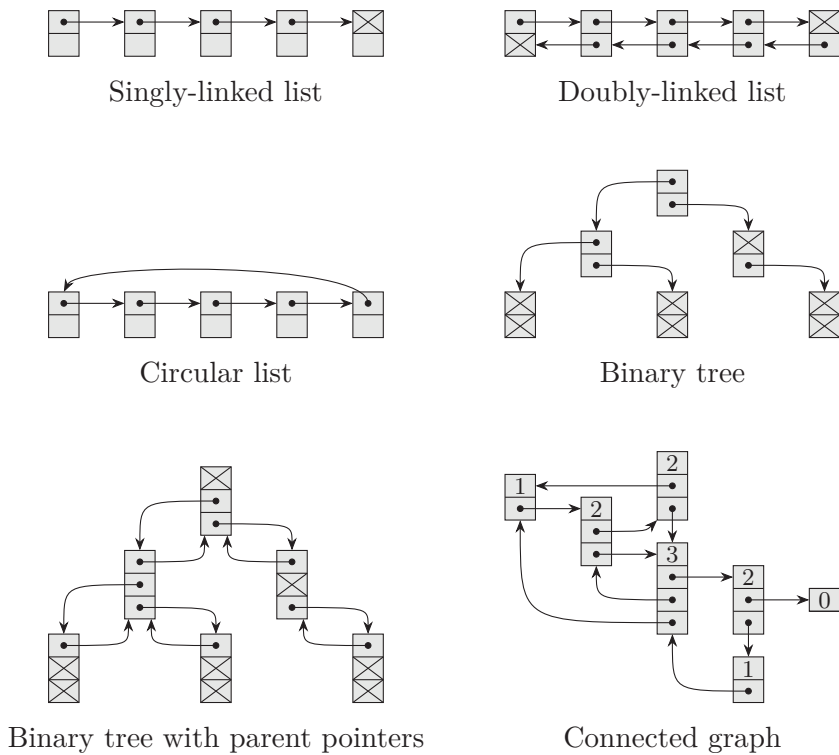 Singly-linked list
Doubly-linked list
Circular list
Binary tree
2
1
2
3
2
0
1
Binary tree with parent pointers
Connected graph